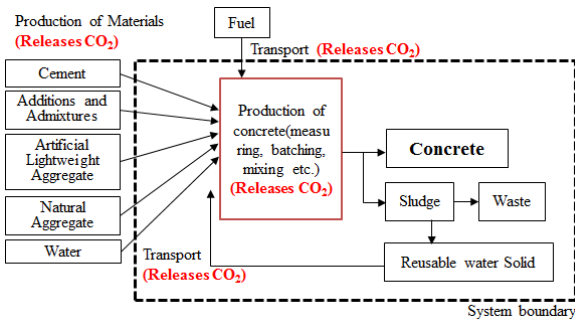 Production of Materials
(Releases CO₂)
Fuel
Transport (Releases CO₂)
Cement
Additions and
Admixtures
Artificial
Lightweight
Aggregate
Natural
Aggregate
Water
Production of
concrete(measu
ring, batching,
mixing etc.)
(Releases CO₂)
Concrete
Sludge
Waste
Reusable water Solid
Transport
(Releases CO₂)
System boundary